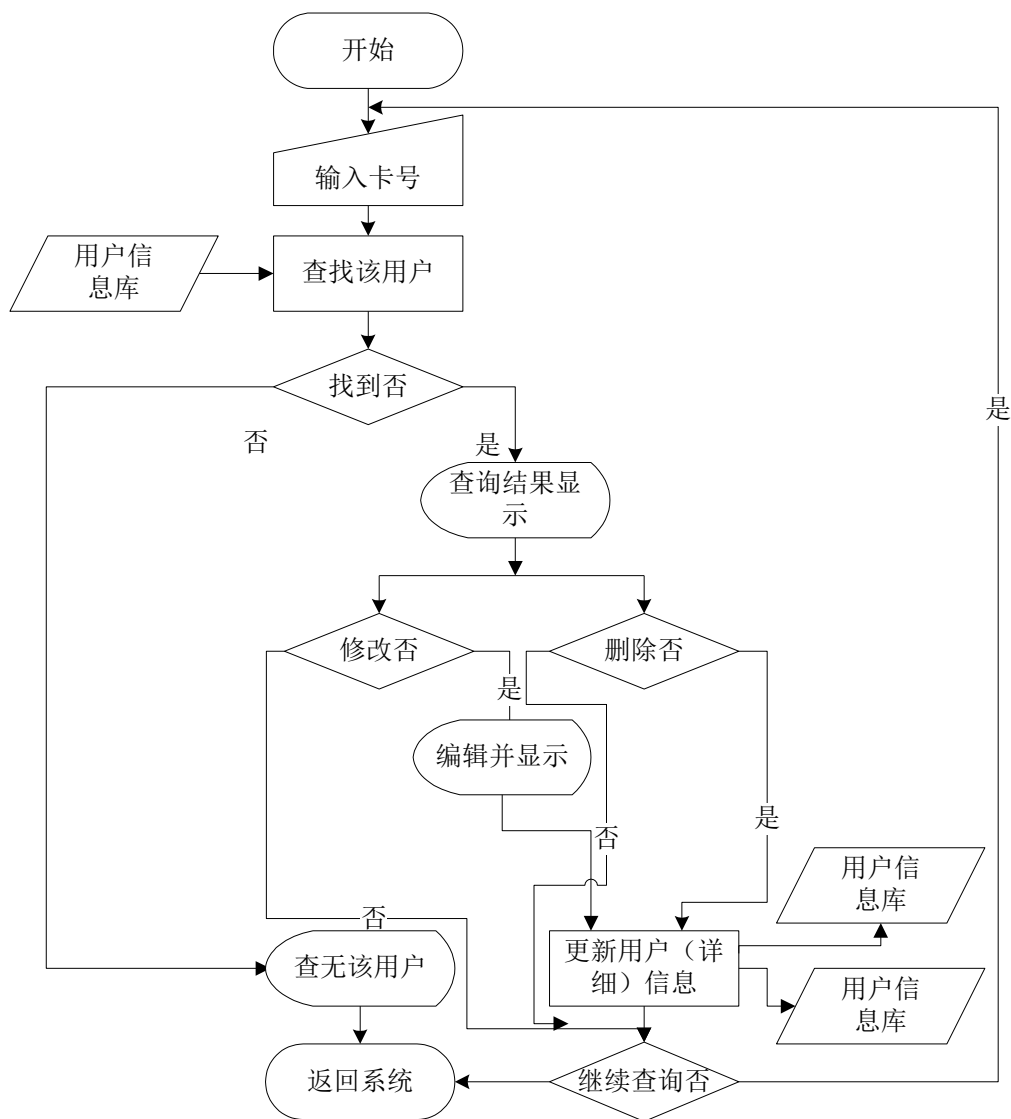 开始
输入卡号
用户信
息库
查找该用户
找到否
否
是
是
查询结果显
示
修改否
删除否
是
编辑并显示
是
否
用户信
息库
否
查无该用户
更新用户（详
细）信息
用户信
息库
返回系统
继续查询否